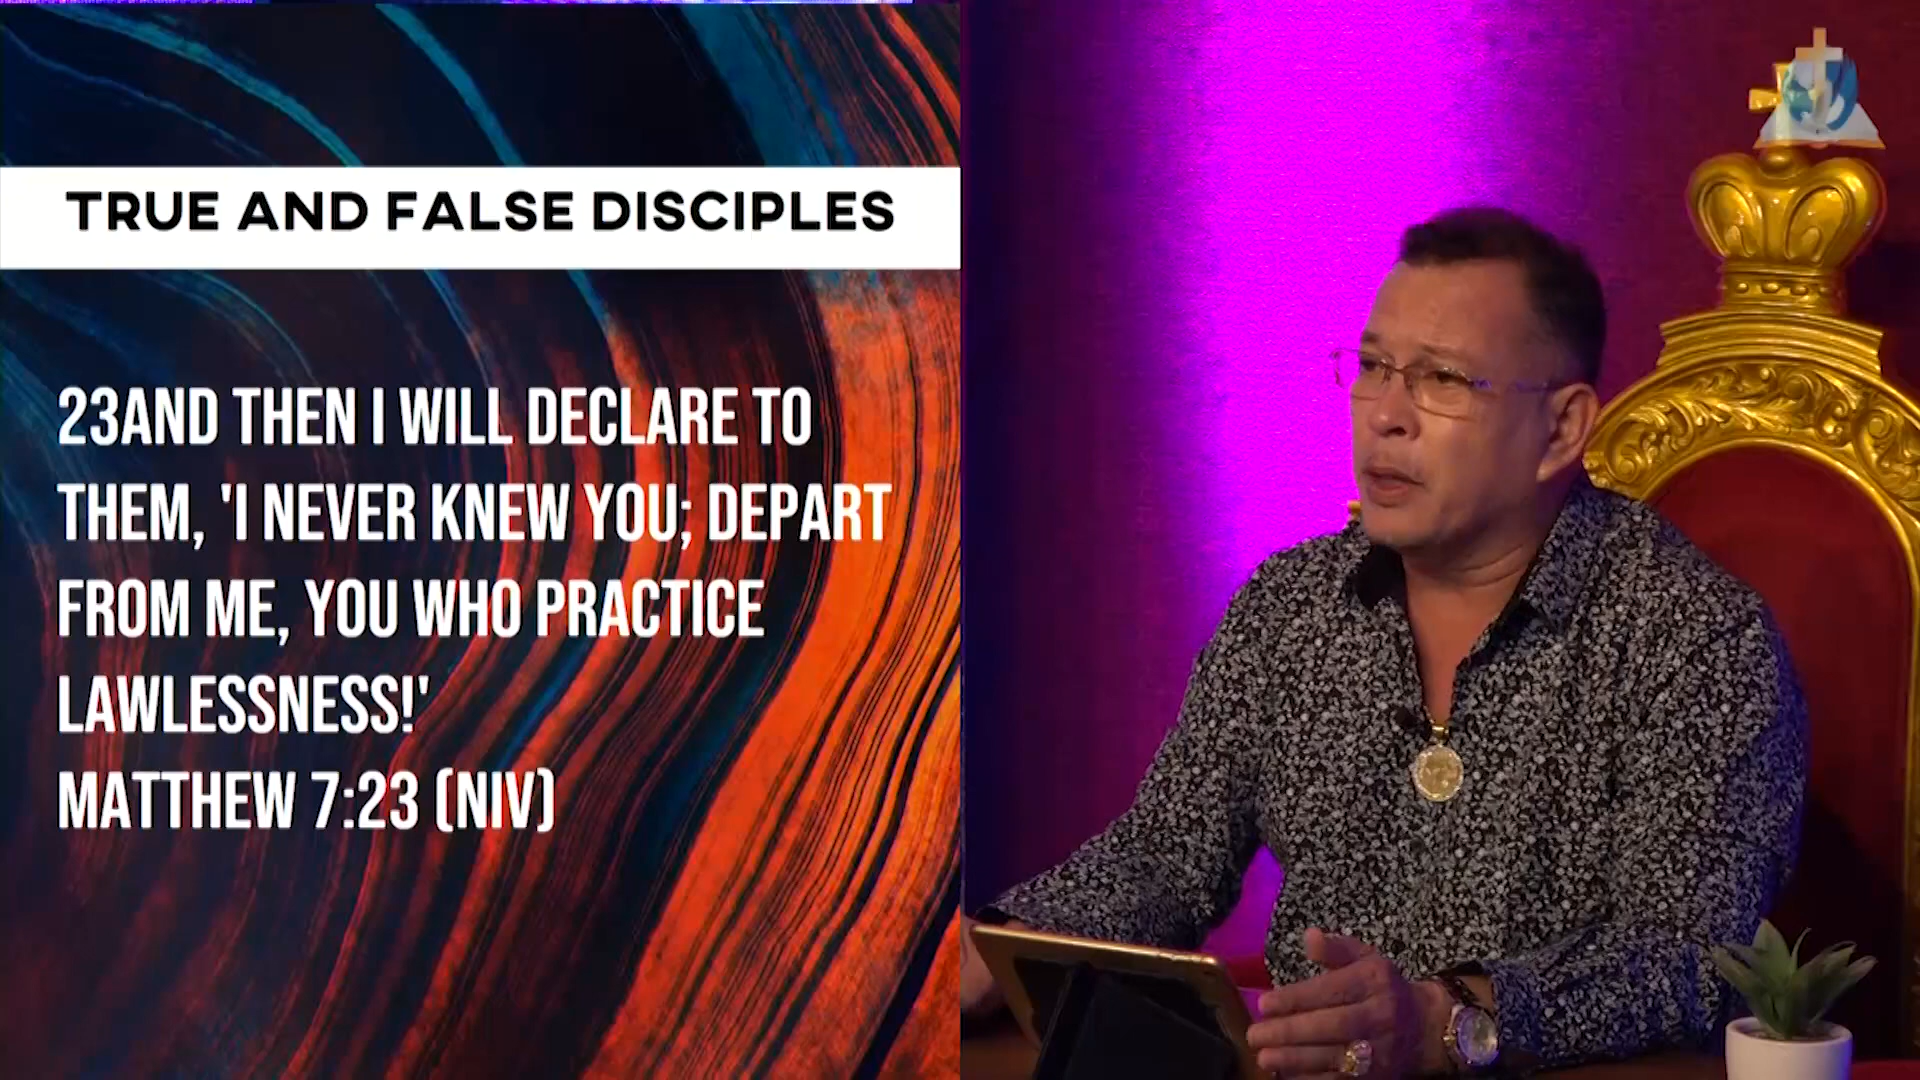 TRUE AND FALSE DISCIPLES
23AND THEN I WILL DECLARE TO
THEM, 'I NEVER KNEW YOU; DEPART
FROM ME, YOU WHO PRACTICE
LAWLESSNESS!'
MATTHEW 7:23 (NIV)